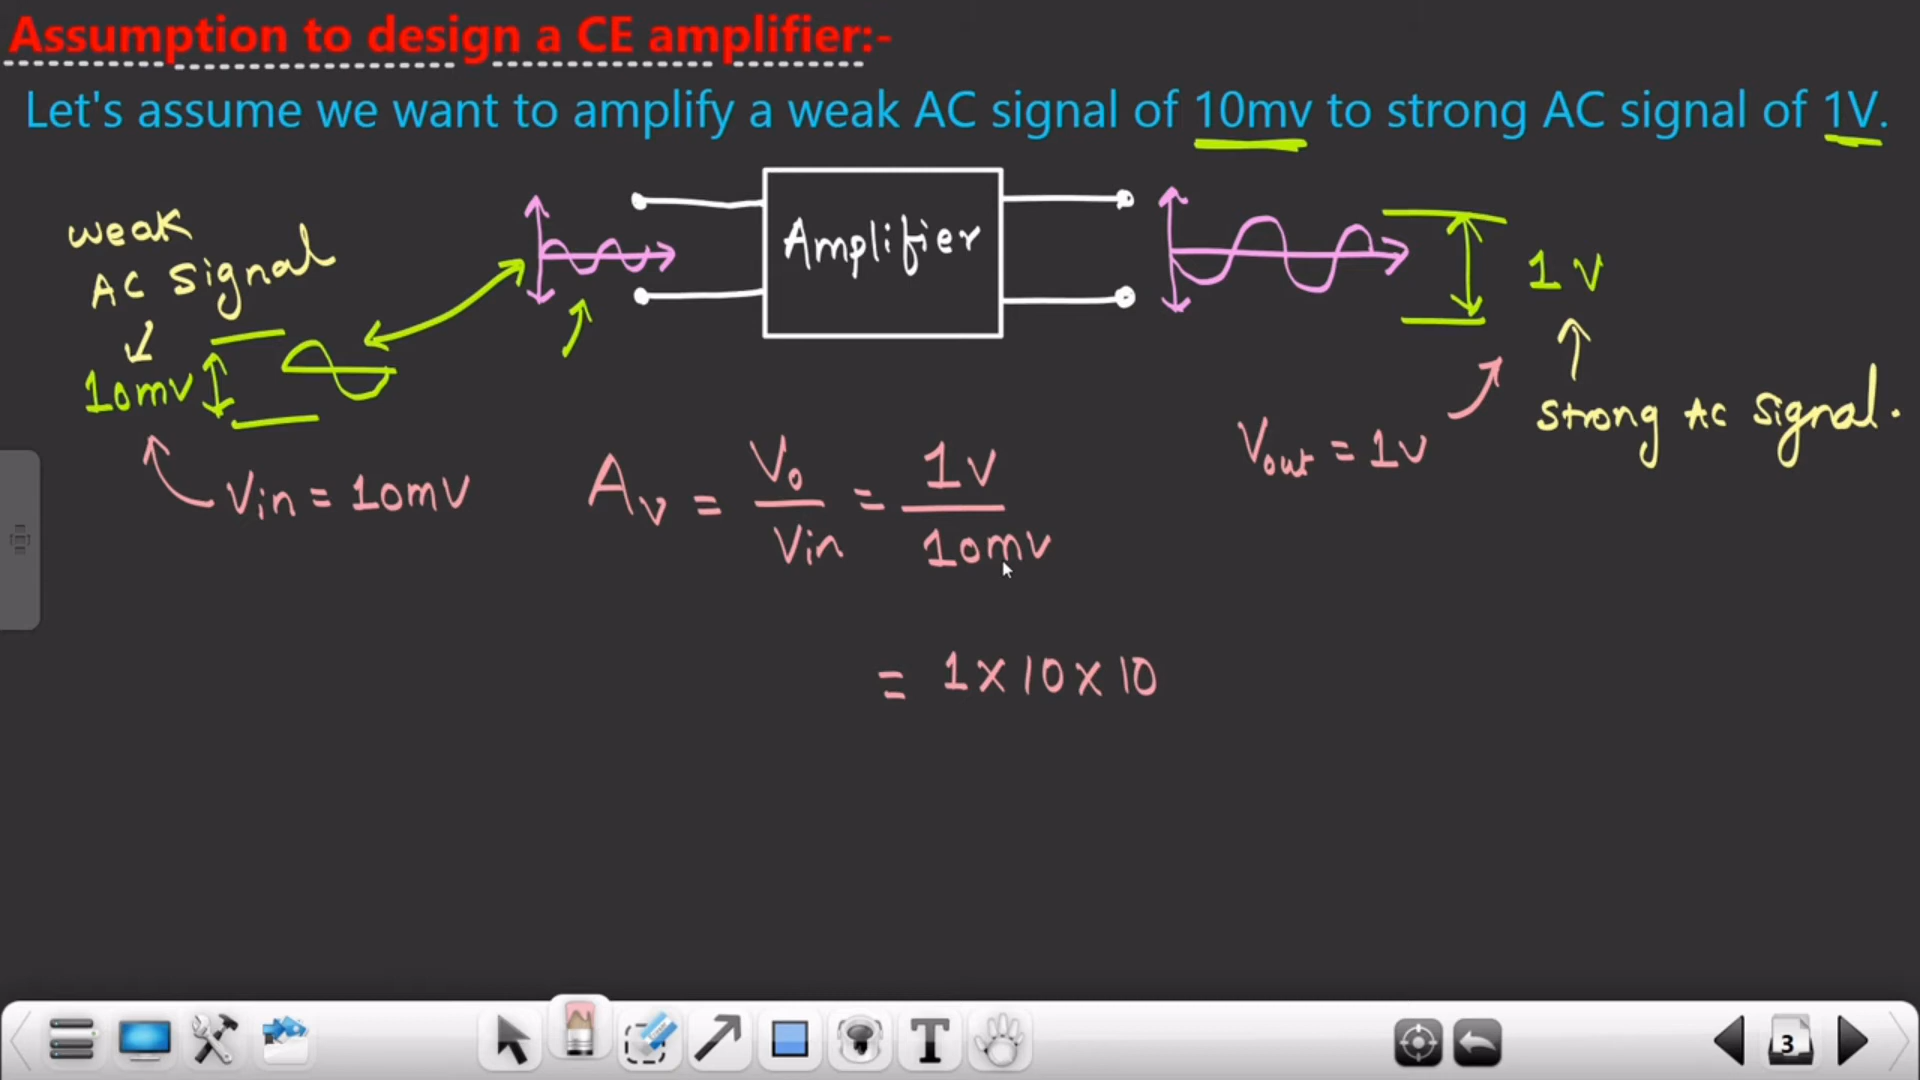 Assumption to design a CE amplifier:-
Let's assume we want to amplify a weak AC signal of 10mv to strong AC signal of 1V.
weak
AC Signal
10mV
Amplifier
1V
Strong AC Signal.
Vin = 10mV
Av = Vo / Vin = 1V / 10mV
Vout = 1V
= 1 × 10 × 10
T
3